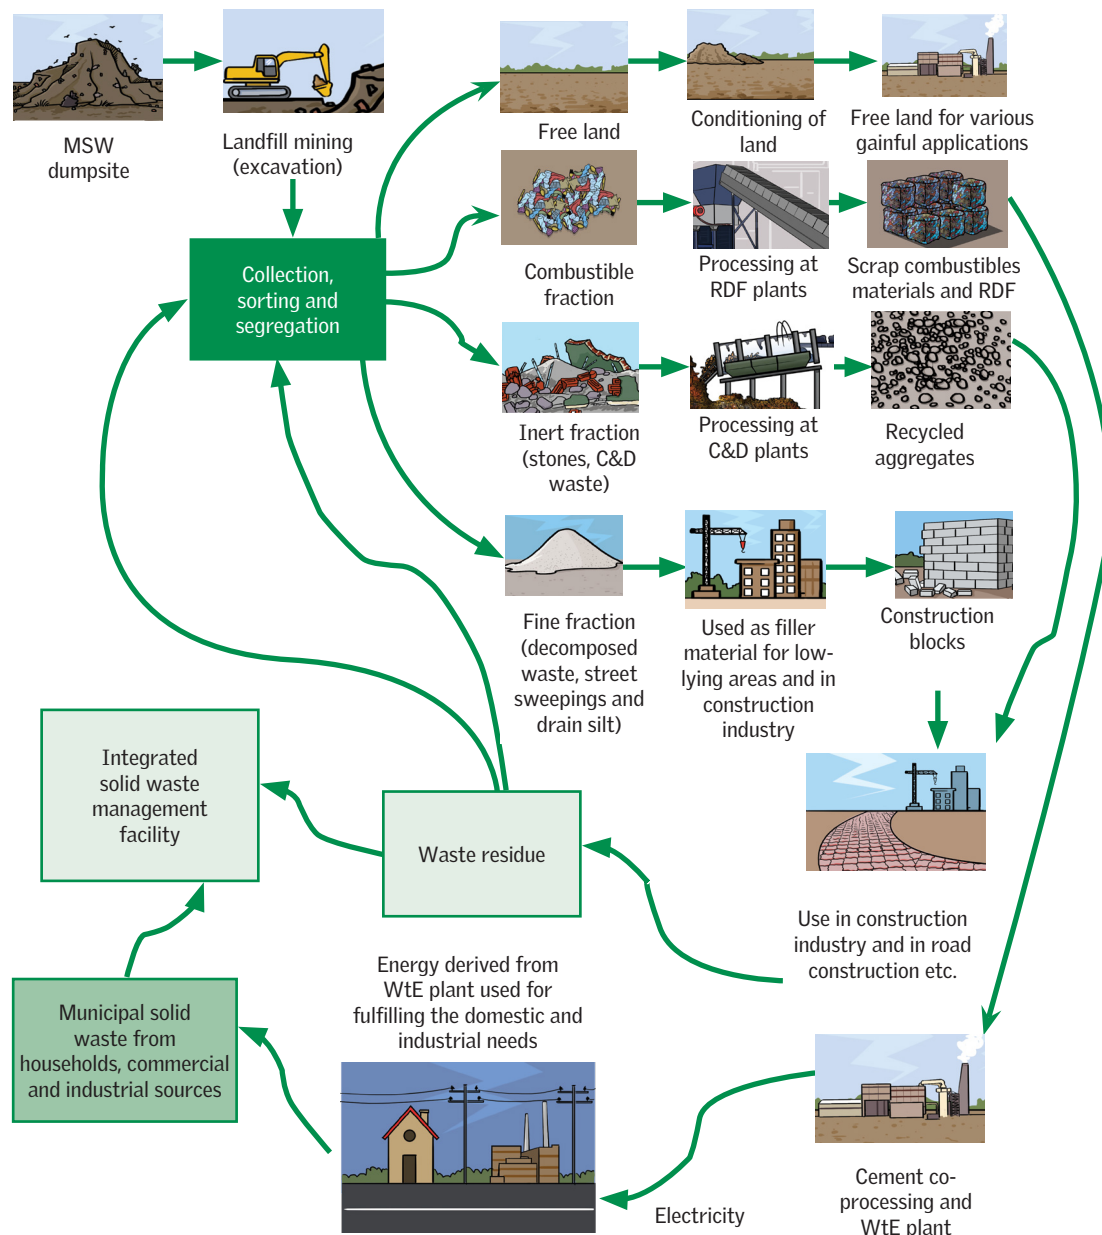 MSW
dumpsite
Landfill mining
(excavation)
Free land
Conditioning of
land
Free land for various
gainful applications
Collection,
sorting and
segregation
Combustible
fraction
Processing at
RDF plants
Scrap combustibles
materials and RDF
Inert fraction
(stones, C&D
waste)
Processing at
C&D plants
Recycled
aggregates
Fine fraction
(decomposed
waste, street
sweepings and
drain silt)
Used as filler
material for low-
lying areas and in
construction
industry
Construction
blocks
Integrated
solid waste
management
facility
Waste residue
Use in construction
industry and in road
construction etc.
Municipal solid
waste from
households, commercial
and industrial sources
Energy derived from
WtE plant used for
fulfilling the domestic and
industrial needs
Electricity
Cement co-
processing and
WtE plant